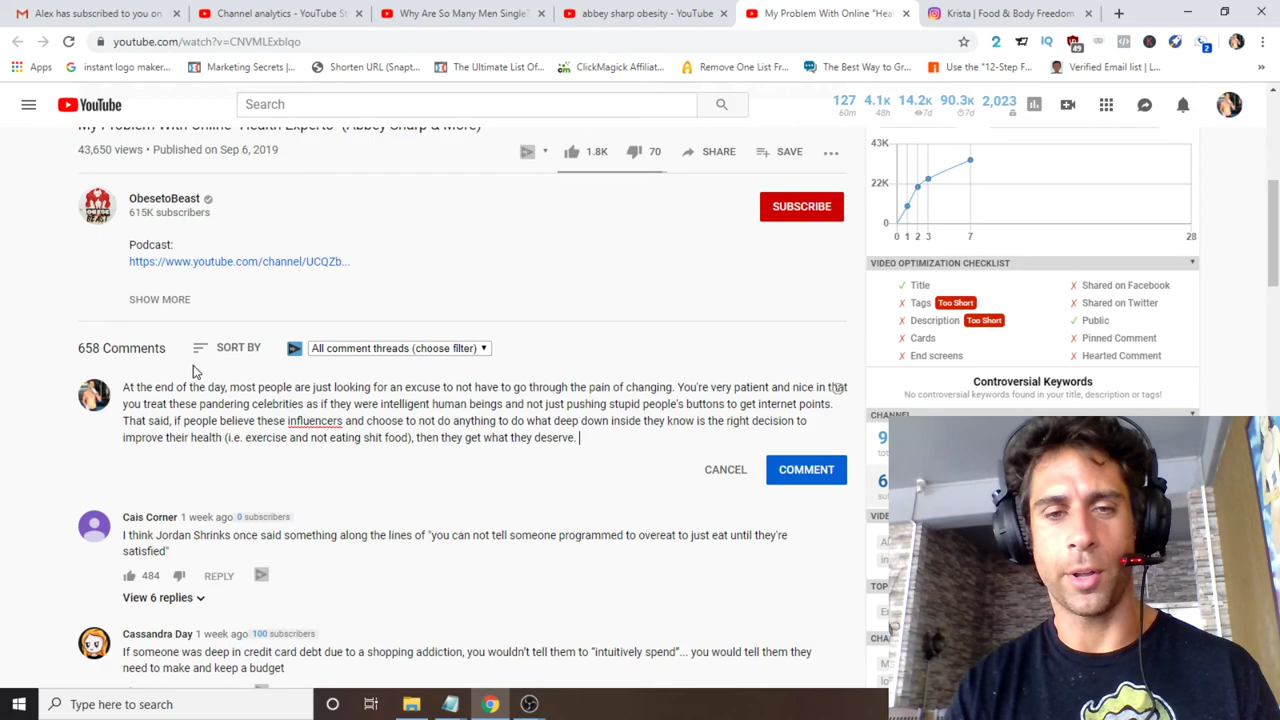 Alex has subscribed to you on
Channel analytics - YouTube St
Why Are So Many Men Single?
abbey sharp obesity - YouTube
My Problem With Online "Hea
Krista | Food & Body Freedom
youtube.com/watch?v=CNVMLExbIqo
Apps
instant logo maker...
Marketing Secrets |...
Shorten URL (Snapt...
The Ultimate List Of...
ClickMagick Affiliat...
Remove One List Fr...
The Best Way to Gr...
Use the "12-Step F...
Verified Email list | L...
YouTube
Search
127 4.1k 14.2k 90.3k 2,023
60m 48h 7d 7d
My Problem With Online "Health Experts" (Abbey Sharp & More)
43,650 views • Published on Sep 6, 2019
1.8K 70 SHARE SAVE
ObesetoBeast
615K subscribers
SUBSCRIBE
Podcast:
https://www.youtube.com/channel/UCQZb...
SHOW MORE
658 Comments SORT BY All comment threads (choose filter)
At the end of the day, most people are just looking for an excuse to not have to go through the pain of changing. You're very patient and nice in that
you treat these pandering celebrities as if they were intelligent human beings and not just pushing stupid people's buttons to get internet points.
That said, if people believe these influencers and choose to not do anything to do what deep down inside they know is the right decision to
improve their health (i.e. exercise and not eating shit food), then they get what they deserve.
CANCEL COMMENT
Cais Corner 1 week ago 0 subscribers
I think Jordan Shrinks once said something along the lines of "you can not tell someone programmed to overeat to just eat until they're
satisfied"
484 REPLY
View 6 replies
Cassandra Day 1 week ago 100 subscribers
If someone was deep in credit card debt due to a shopping addiction, you wouldn't tell them to “intuitively spend”... you would tell them they
need to make and keep a budget
43K
22K
0
0 1 2 3 7 28
VIDEO OPTIMIZATION CHECKLIST
Title Shared on Facebook
Tags Too Short Shared on Twitter
Description Too Short Public
Cards Pinned Comment
End screens Hearted Comment
Controversial Keywords
No controversial keywords found in your title, description or tags!
CHANNEL
Type here to search